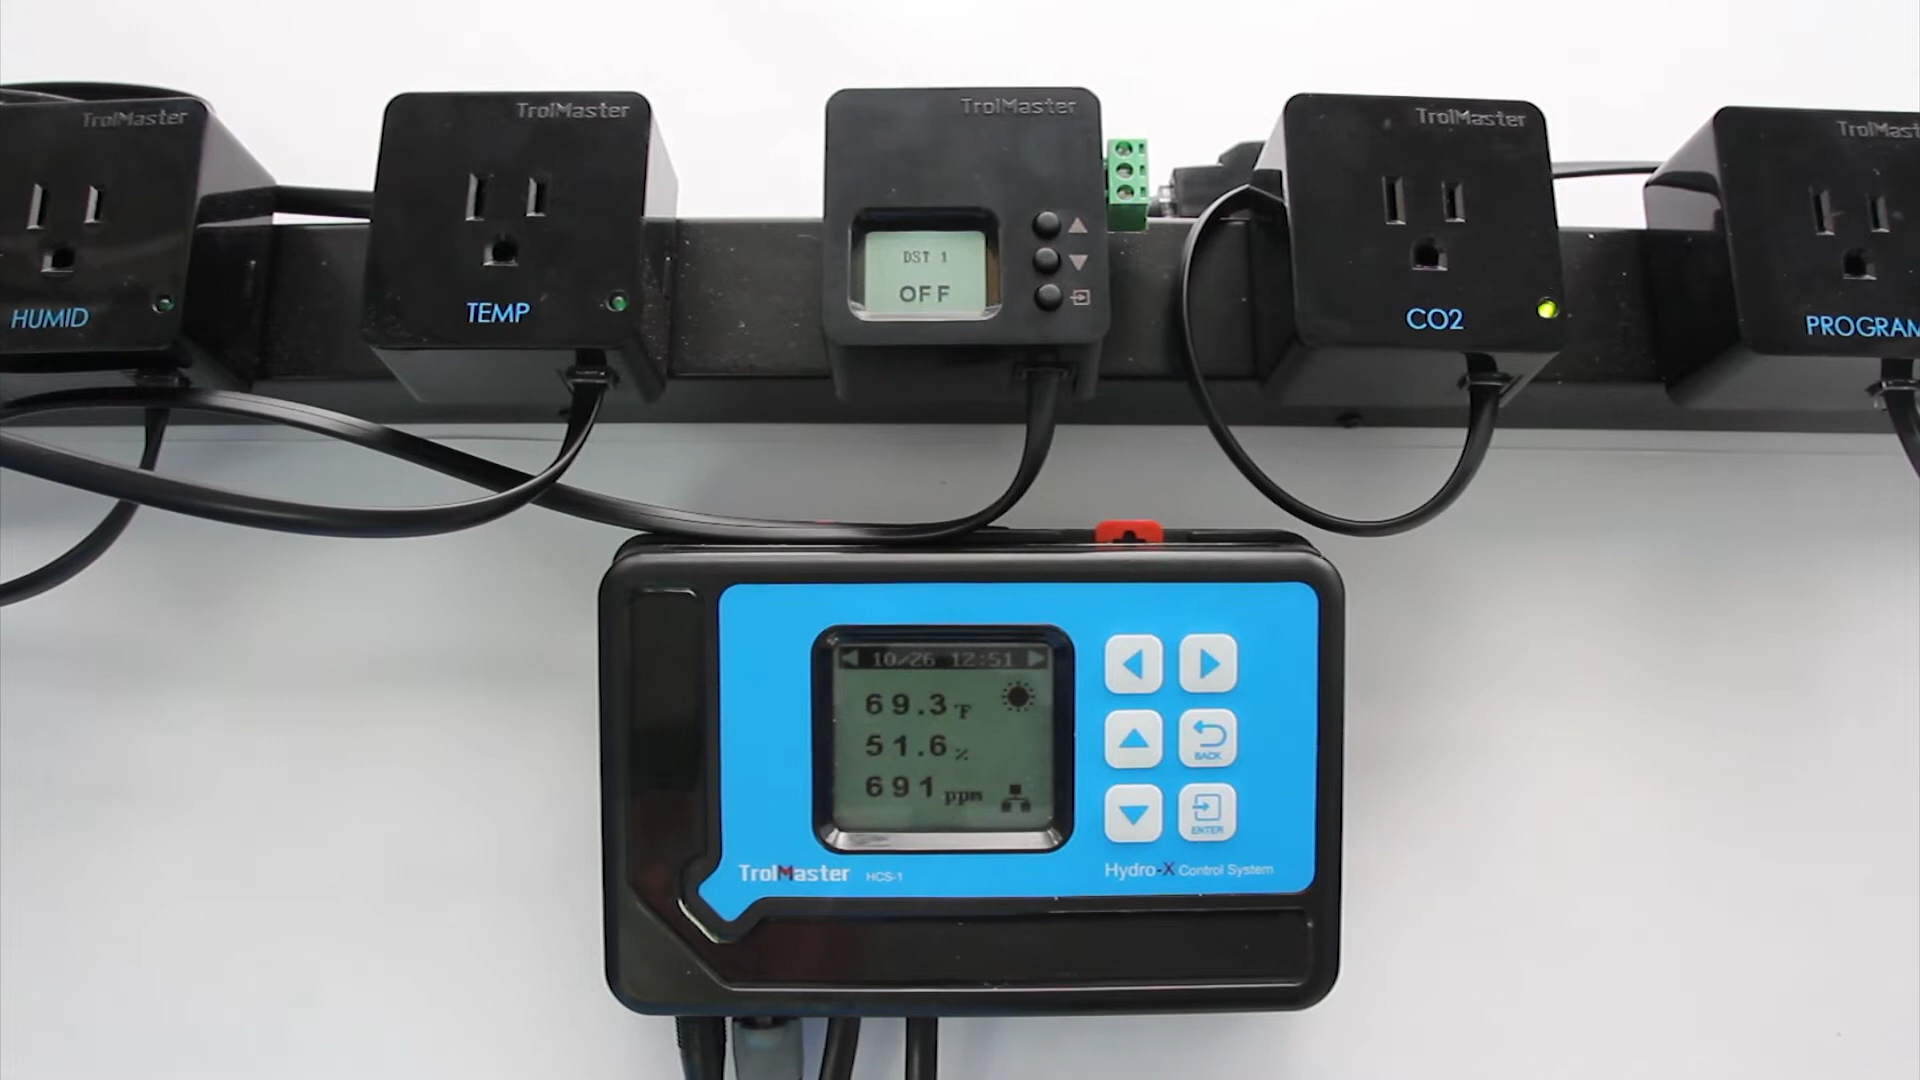 TrolMaster
HUMID
TrolMaster
TEMP
TrolMaster
DST 1
OFF
TrolMaster
CO2
TrolMast
PROGRAM
10/26 12:51
69.3 °F
51.6 %
691 ppm
BACK
ENTER
TrolMaster HCS-1
Hydro-X Control System